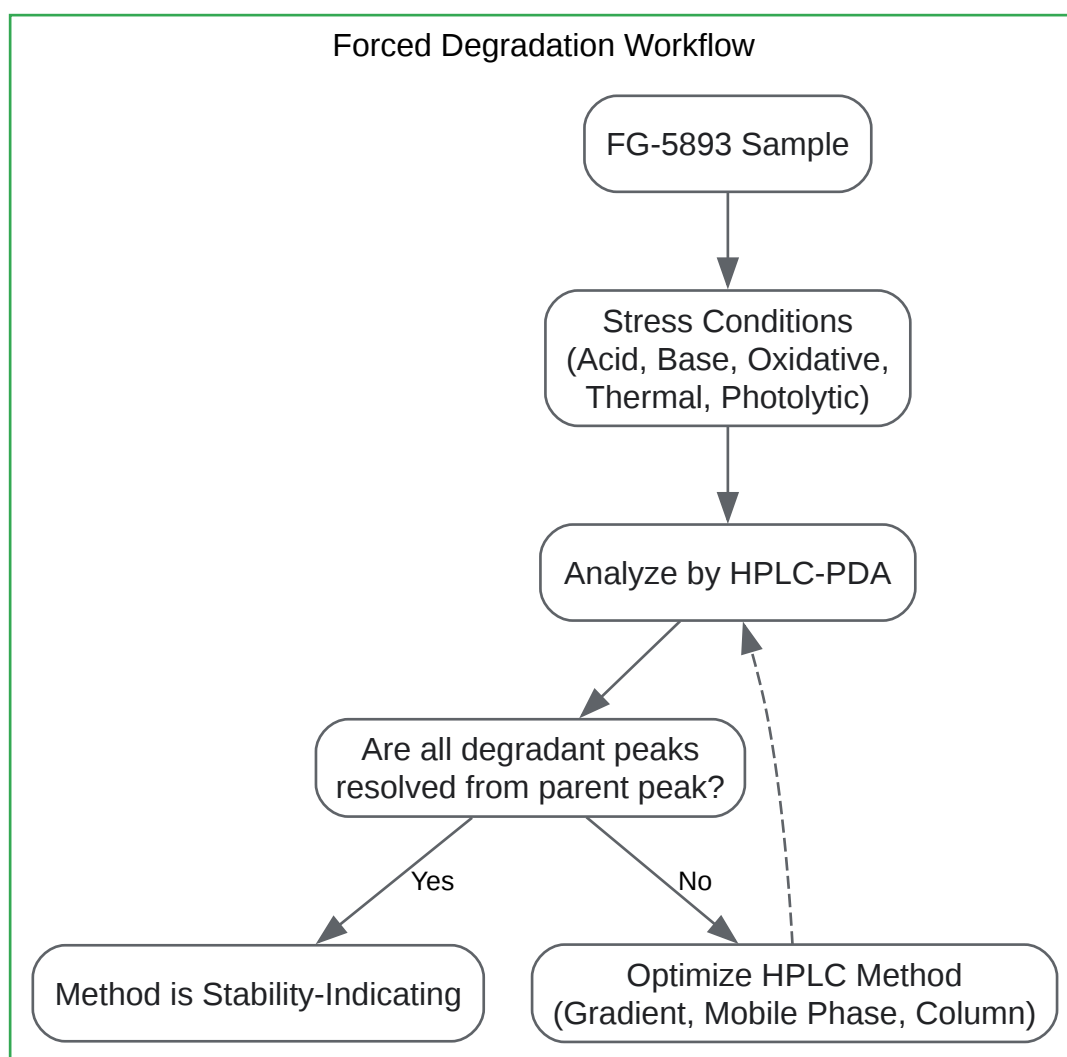 Forced Degradation Workflow
FG-5893 Sample
Stress Conditions
(Acid, Base, Oxidative,
Thermal, Photolytic)
Analyze by HPLC-PDA
Are all degradant peaks
resolved from parent peak?
Yes
No
Method is Stability-Indicating
Optimize HPLC Method
(Gradient, Mobile Phase, Column)